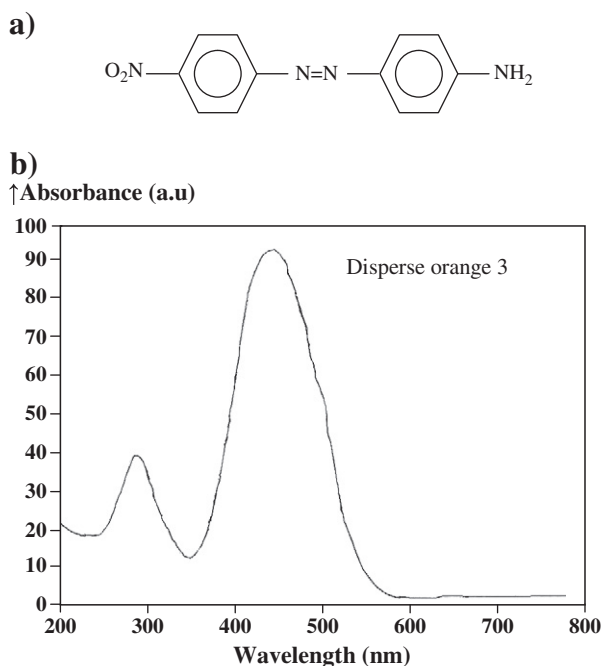 a)
O₂N N=N NH₂
b)
↑Absorbance (a.u)
100
90
80
70
60
50
40
30
20
10
0
Disperse orange 3
200 300 400 500 600 700 800
Wavelength (nm)